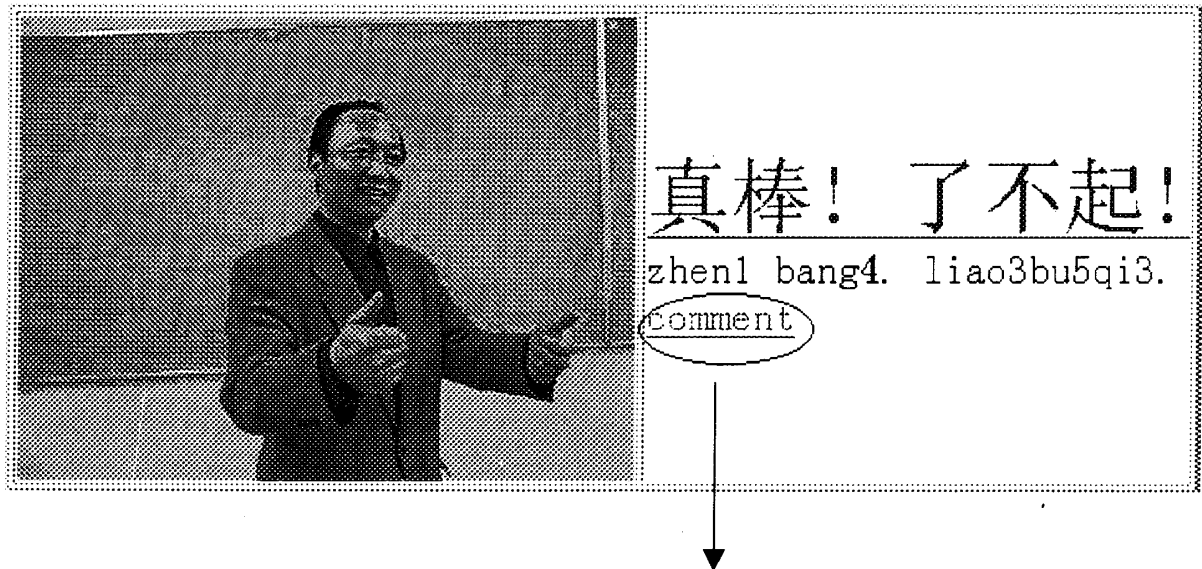 真棒！ 了不起！
zhen1 bang4. liao3bu5qi3.
comment